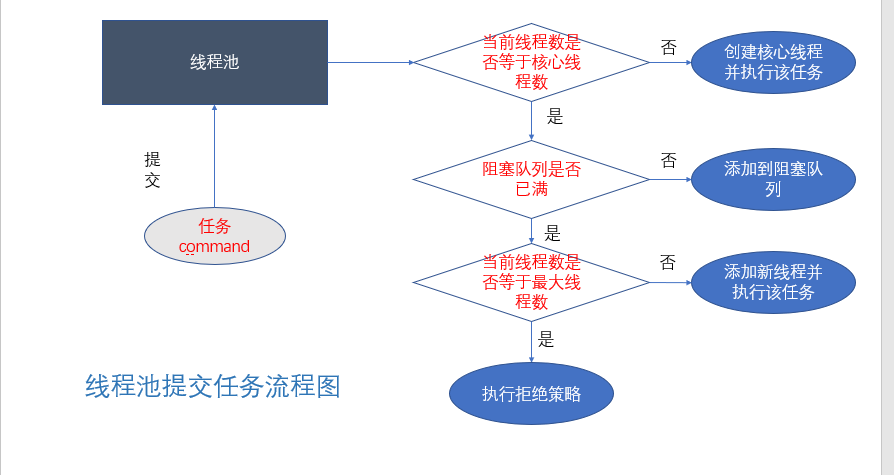 线程池
当前线程数是
否等于核心线
程数
否
创建核心线程
并执行该任务
是
提
交
阻塞队列是否
已满
否
添加到阻塞队
列
任务
command
是
当前线程数是
否等于最大线
程数
否
添加新线程并
执行该任务
是
线程池提交任务流程图
执行拒绝策略